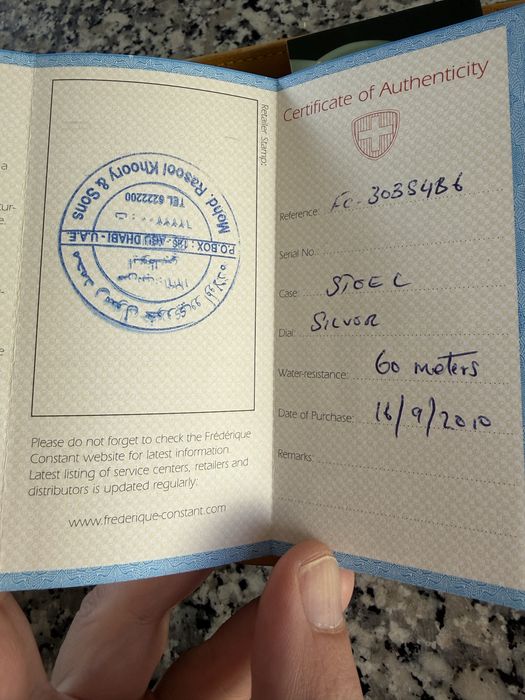 a
tur-
e.
e
Retailer Stamp:
Mohd. Rasool Khoory & Sons
TEL 6222200
P.O.BOX : 126 - ABU DHABI - U.A.E.
Please do not forget to check the Frédérique
Constant website for latest information.
Latest listing of service centers, retailers and
distributors is updated regularly:
www.frederique-constant.com
Certificate of Authenticity
Reference: Fc-303S4B6
Serial No.
Case: STEEL
Dial: SILVOR
Water-resistance: 60 meters
Date of Purchase: 16/9/2010
Remarks: